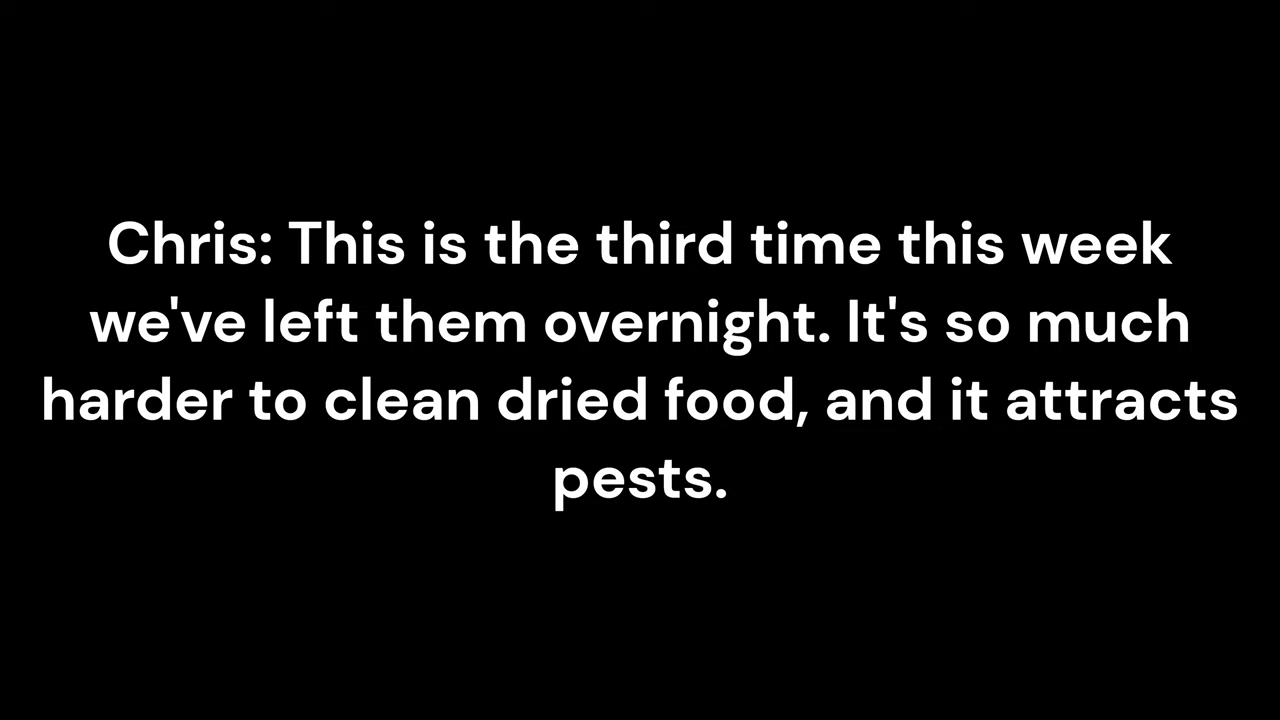 Chris: This is the third time this week
we've left them overnight. It's so much
harder to clean dried food, and it attracts
pests.